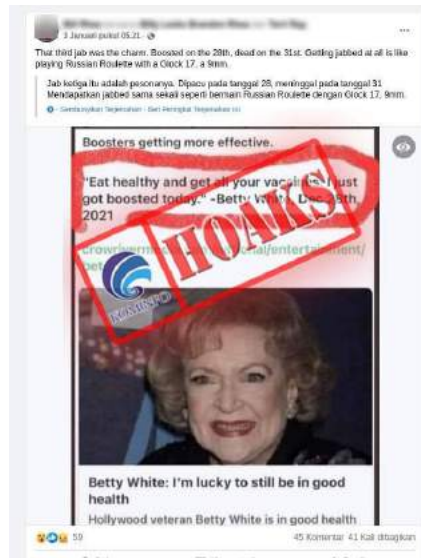 3 Januari pukul 05.21 ·
That third jab was the charm. Boosted on the 28th, dead on the 31st. Getting jabbed at all is like
playing Russian Roulette with a Glock 17, a 9mm.
Jab ketiga itu adalah pesonanya. Dipacu pada tanggal 28, meninggal pada tanggal 31
Mendapatkan jabbed sama sekali seperti bermain Russian Roulette dengan Glock 17, 9mm.
Sembunyikan Terjemahan · Beri Peringkat Terjemahan Ini
Boosters getting more effective.
"Eat healthy and get all your vaccines. I just
got boosted today." -Betty White, Dec 28th,
2021
HOAKS
KOMINFO
Betty White: I'm lucky to still be in good
health
Hollywood veteran Betty White is in good health
59
45 Komentar 41 Kali dibagikan